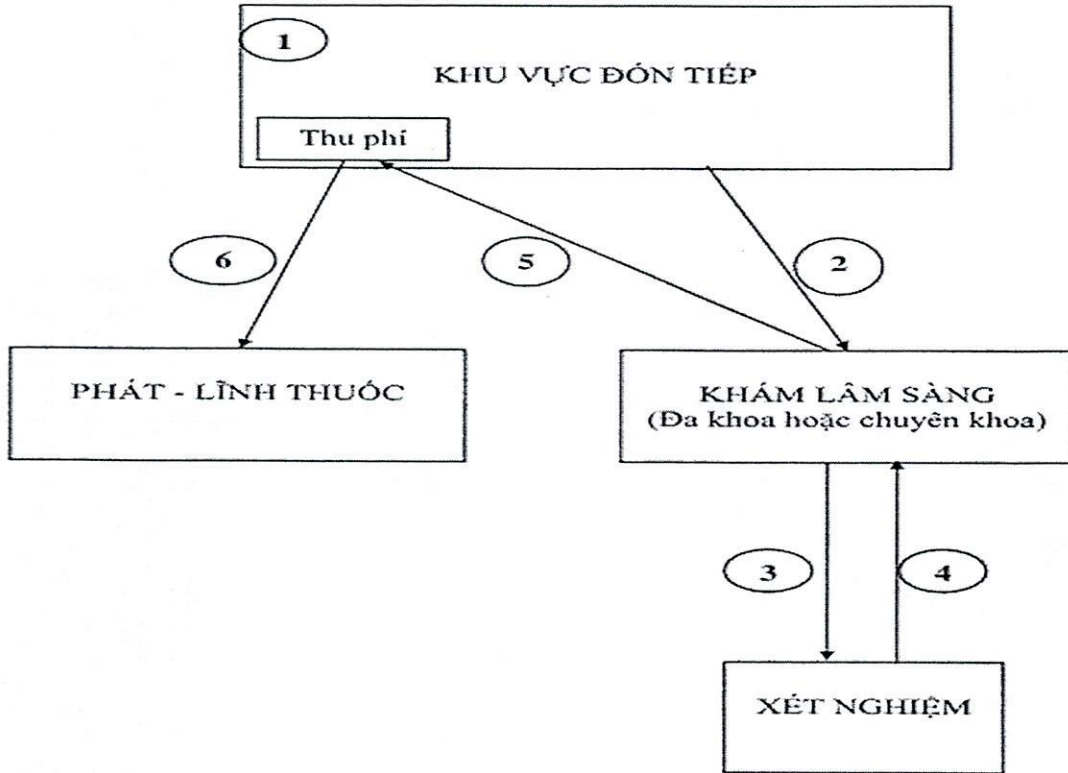 1
KHU VỰC ĐÓN TIẾP
Thu phí
6
5
2
PHÁT - LĨNH THUỐC
KHÁM LÂM SÀNG
(Đa khoa hoặc chuyên khoa)
3
4
XÉT NGHIỆM